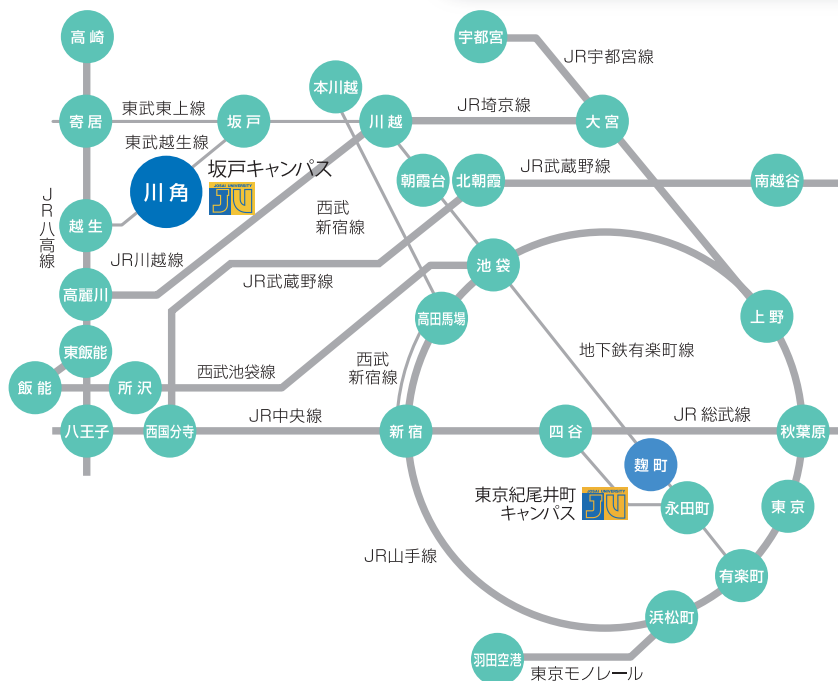 高崎
宇都宮
JR宇都宮線
本川越
東武東上線
JR埼京線
寄居
坂戸
川越
大宮
東武越生線
坂戸キャンパス
JR武蔵野線
川角
JOSAI UNIVERSITY
JU
朝霞台
北朝霞
南越谷
JR八高線
西武
新宿線
越生
JR川越線
池袋
JR武蔵野線
高麗川
高田馬場
上野
東飯能
地下鉄有楽町線
西武池袋線
西武
新宿線
飯能
所沢
JR中央線
JR総武線
八王子
西国分寺
新宿
四谷
秋葉原
麹町
東京紀尾井町
キャンパス
JOSAI UNIVERSITY
JU
永田町
東京
JR山手線
有楽町
浜松町
羽田空港
東京モノレール